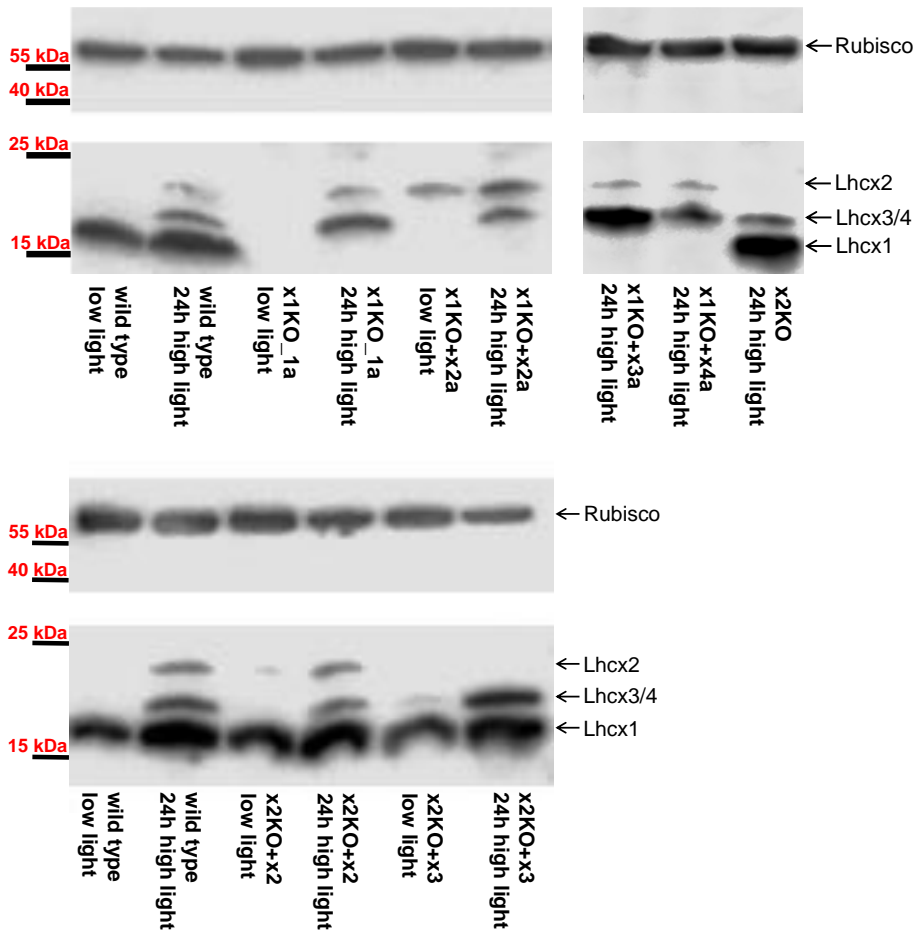 55 kDa
40 kDa
Rubisco
25 kDa
15 kDa
Lhcx2
Lhcx3/4
Lhcx1
wild type
low light
wild type
24h high light
x1KO_1a
low light
x1KO_1a
24h high light
x1KO+x2a
low light
x1KO+x2a
24h high light
x1KO+x3a
24h high light
x1KO+x4a
24h high light
x2KO
24h high light
55 kDa
40 kDa
Rubisco
25 kDa
15 kDa
Lhcx2
Lhcx3/4
Lhcx1
wild type
low light
wild type
24h high light
x2KO+x2
low light
x2KO+x2
24h high light
x2KO+x3
low light
x2KO+x3
24h high light